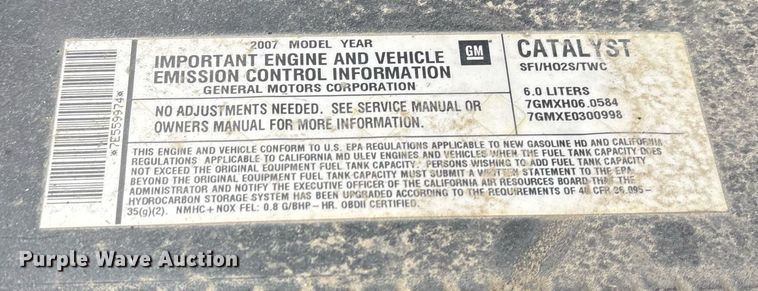 2007 MODEL YEAR
IMPORTANT ENGINE AND VEHICLE
EMISSION CONTROL INFORMATION
GENERAL MOTORS CORPORATION
GM
CATALYST
SFI/HO2S/TWC
6.0 LITERS
7GMXH06.0584
7GMXE0300998
NO ADJUSTMENTS NEEDED. SEE SERVICE MANUAL OR
OWNERS MANUAL FOR MORE INFORMATION.
*7E559974*
THIS ENGINE AND VEHICLE CONFORM TO U.S. EPA REGULATIONS APPLICABLE TO NEW GASOLINE HD AND CALIFORNIA
REGULATIONS APPLICABLE TO CALIFORNIA MD ULEV ENGINES AND VEHICLES WHEN THE FUEL TANK CAPACITY DOES
NOT EXCEED THE ORIGINAL EQUIPMENT FUEL TANK CAPACITY. PERSONS WISHING TO ADD FUEL TANK CAPACITY
BEYOND THE ORIGINAL EQUIPMENT FUEL TANK CAPACITY MUST SUBMIT A WRITTEN STATEMENT TO THE EPA
ADMINISTRATOR AND NOTIFY THE EXECUTIVE OFFICER OF THE CALIFORNIA AIR RESOURCES BOARD THAT THE
HYDROCARBON STORAGE SYSTEM HAS BEEN UPGRADED ACCORDING TO THE REQUIREMENTS OF 40 CFR 86.095-
35(g)(2). NMHC + NOX FEL: 0.8 G/BHP-HR. OBDII CERTIFIED.
Purple Wave Auction